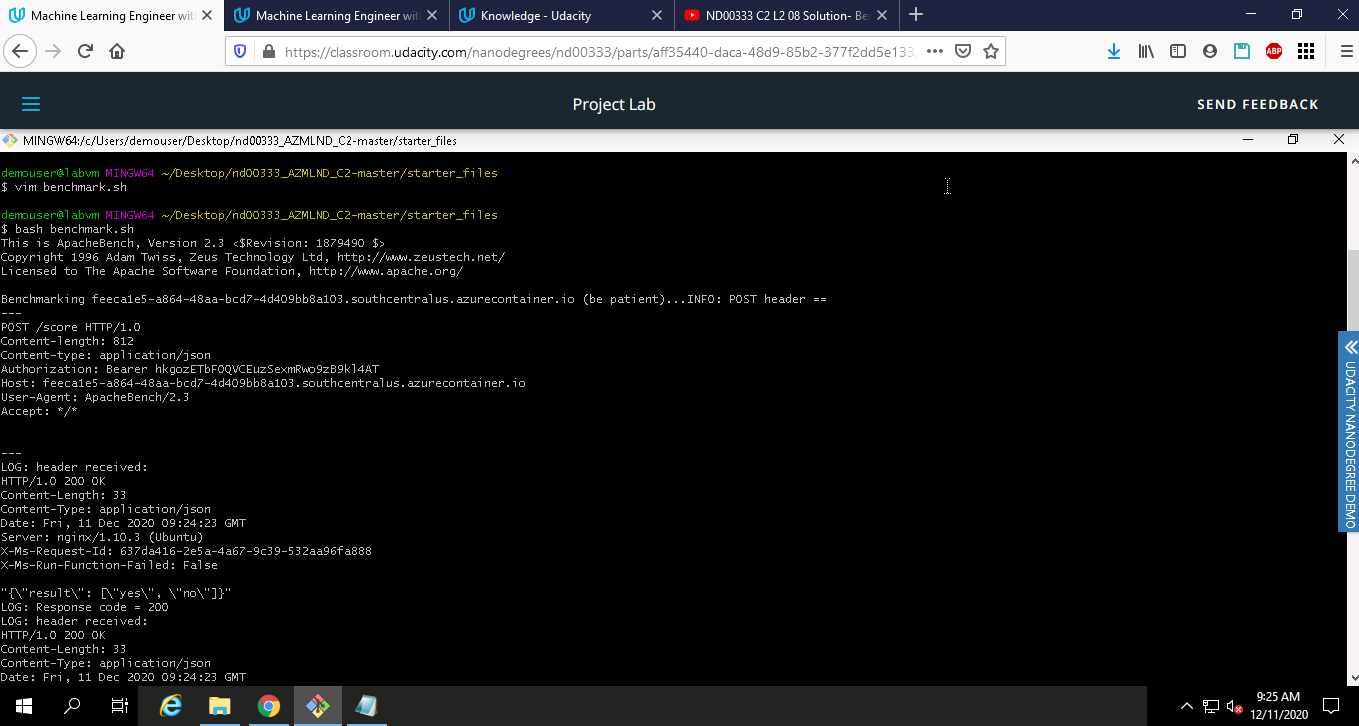 Machine Learning Engineer wit
Machine Learning Engineer wit
Knowledge - Udacity
ND00333 C2 L2 08 Solution- Be
https://classroom.udacity.com/nanodegrees/nd00333/parts/aff35440-daca-48d9-85b2-377f2dd5e133/
ABP
Project Lab
SEND FEEDBACK
MINGW64:/c/Users/demouser/Desktop/nd00333_AZMLND_C2-master/starter_files
demouser@labvm MINGW64 ~/Desktop/nd00333_AZMLND_C2-master/starter_files
$ vim benchmark.sh
demouser@labvm MINGW64 ~/Desktop/nd00333_AZMLND_C2-master/starter_files
$ bash benchmark.sh
This is ApacheBench, Version 2.3 <$Revision: 1879490 $>
Copyright 1996 Adam Twiss, Zeus Technology Ltd, http://www.zeustech.net/
Licensed to The Apache Software Foundation, http://www.apache.org/
Benchmarking feeca1e5-a864-48aa-bcd7-4d409bb8a103.southcentralus.azurecontainer.io (be patient)...INFO: POST header ==
---
POST /score HTTP/1.0
Content-length: 812
Content-type: application/json
Authorization: Bearer hkgozETbFOQVCEuzSexmRwo9zB9kl4AT
Host: feeca1e5-a864-48aa-bcd7-4d409bb8a103.southcentralus.azurecontainer.io
User-Agent: ApacheBench/2.3
Accept: */*
---
LOG: header received:
HTTP/1.0 200 OK
Content-Length: 33
Content-Type: application/json
Date: Fri, 11 Dec 2020 09:24:23 GMT
Server: nginx/1.10.3 (Ubuntu)
X-Ms-Request-Id: 637da416-2e5a-4a67-9c39-532aa96fa888
X-Ms-Run-Function-Failed: False
"{\"result\": [\"yes\", \"no\"]}"
LOG: Response code = 200
LOG: header received:
HTTP/1.0 200 OK
Content-Length: 33
Content-Type: application/json
Date: Fri, 11 Dec 2020 09:24:23 GMT
UDACITY NANODEGREE DEMO
9:25 AM
12/11/2020